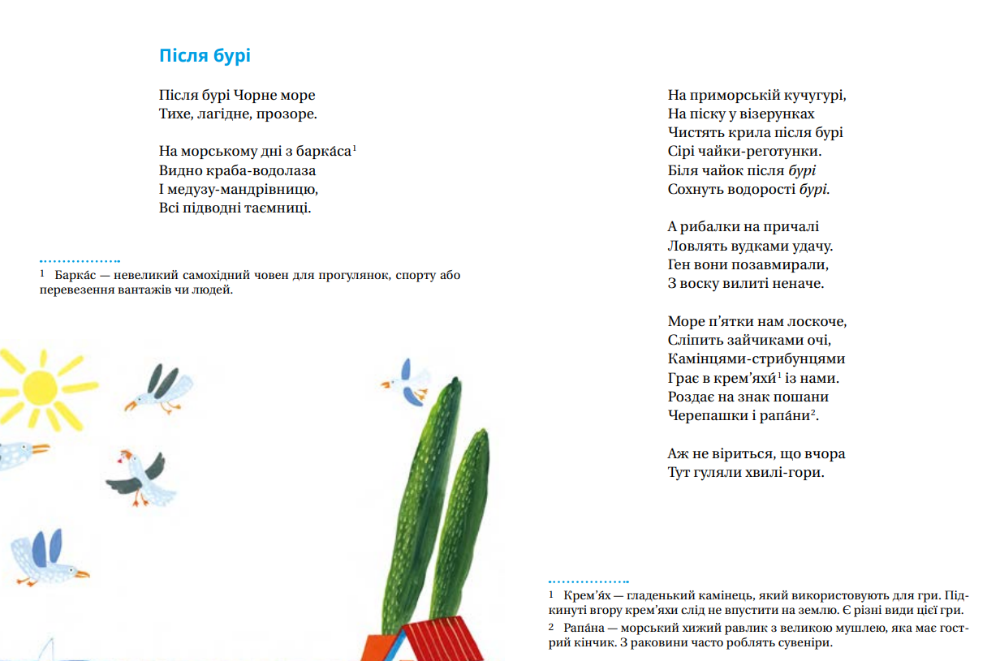 Після бурі
Після бурі Чорне море
Тихе, лагідне, прозоре.
На морському дні з барка́са¹
Видно краба-водолаза
І медузу-мандрівницю,
Всі підводні таємниці.
1 Барка́с — невеликий самохідний човен для прогулянок, спорту або
перевезення вантажів чи людей.
На приморській кучугурі,
На піску у візерунках
Чистять крила після бурі
Сірі чайки-реготунки.
Біля чайок після бурі
Сохнуть водорості бурі.
А рибалки на причалі
Ловлять вудками удачу.
Ген вони позавмирали,
З воску вилиті неначе.
Море п’ятки нам лоскоче,
Сліпить зайчиками очі,
Камінцями-стрибунцями
Грає в крем’яхи́¹ із нами.
Роздає на знак пошани
Черепашки і рапа́ни².
Аж не віриться, що вчора
Тут гуляли хвилі-гори.
1 Крем’я́х — гладенький камінець, який використовують для гри. Під-
кинуті вгору крем’яхи слід не впустити на землю. Є різні види цієї гри.
2 Рапа́на — морський хижий равлик з великою мушлею, яка має гост-
рий кінчик. З раковини часто роблять сувеніри.